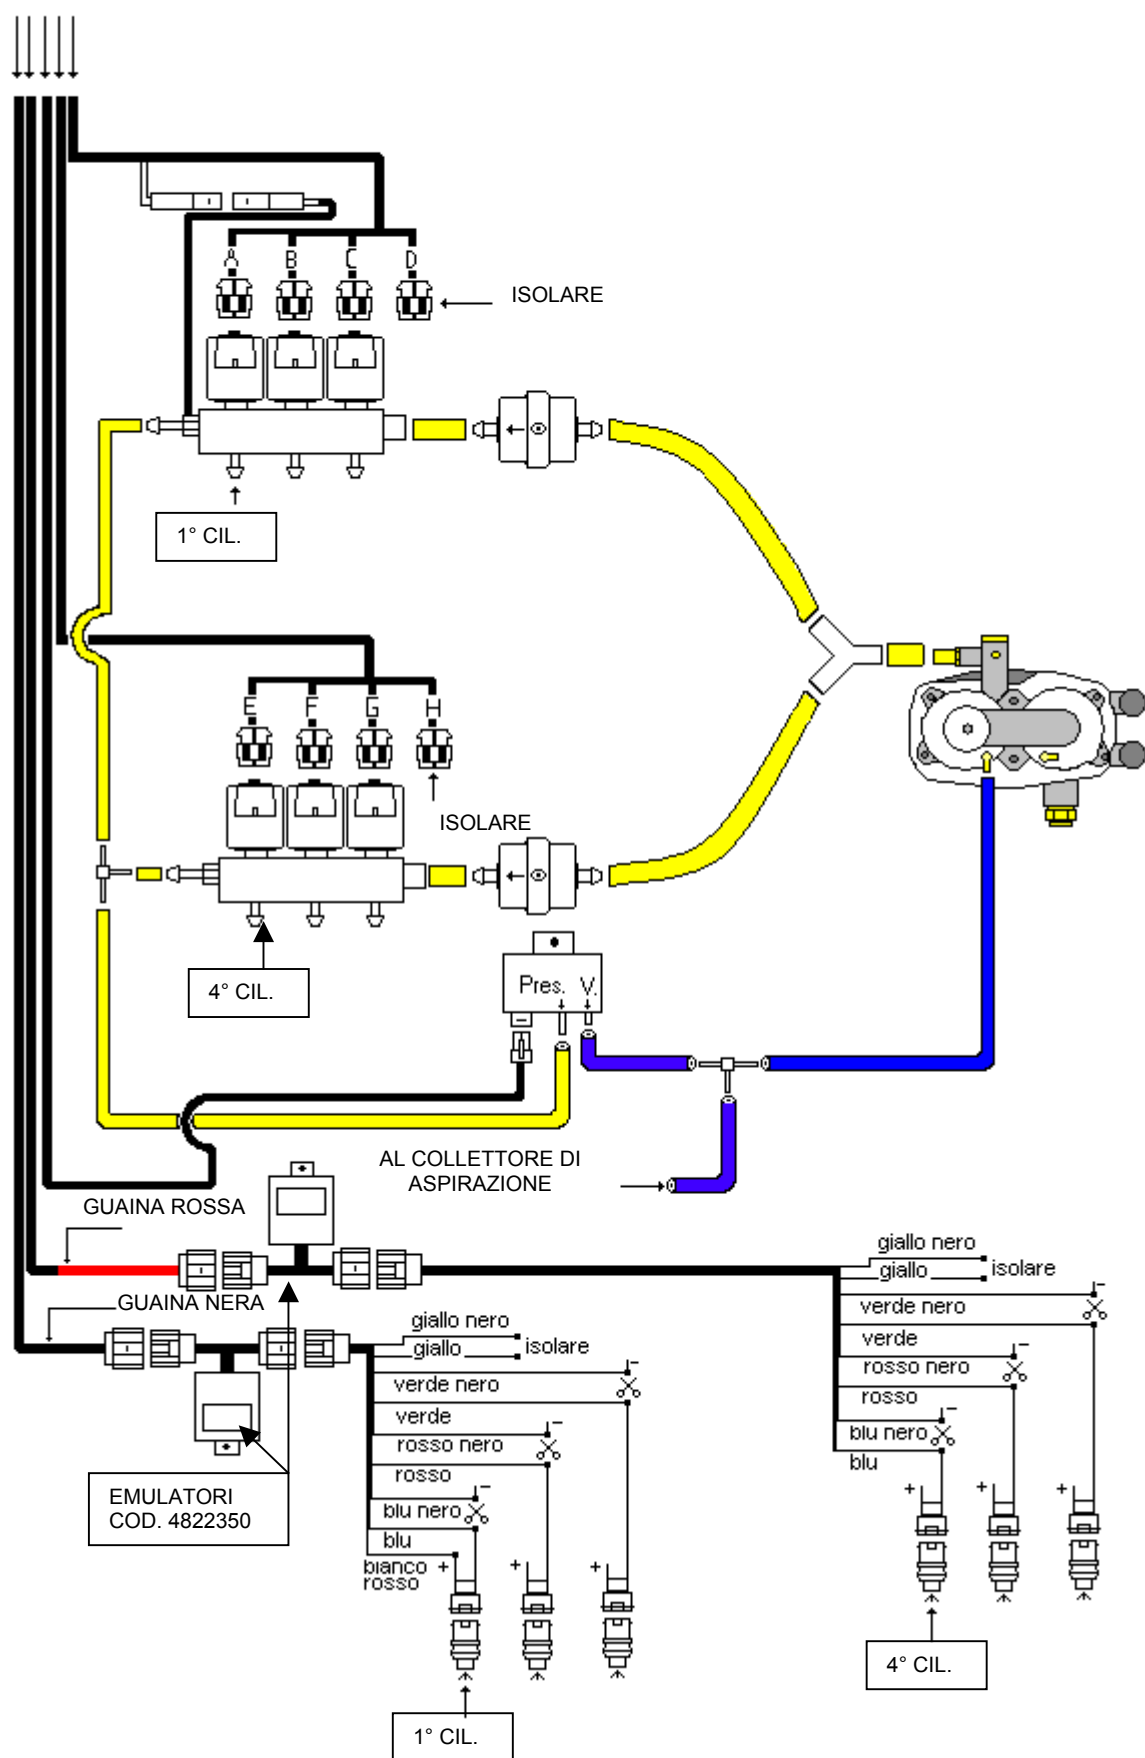 A B C D
ISOLARE
1° CIL.
E F G H
ISOLARE
4° CIL.
Pres. V.
AL COLLETTORE DI
ASPIRAZIONE
GUAINA ROSSA
GUAINA NERA
giallo nero
giallo
isolare
verde nero
verde
rosso nero
rosso
blu nero
blu
giallo nero
giallo
isolare
verde nero
verde
rosso nero
rosso
blu nero
blu
bianco
rosso
EMULATORI
COD. 4822350
+ + +
+ + +
4° CIL.
1° CIL.